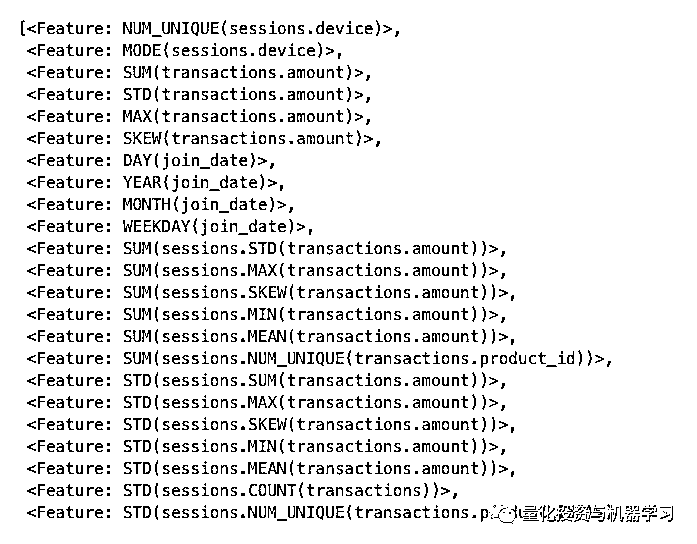 [<Feature: NUM_UNIQUE(sessions.device)>,
<Feature: MODE(sessions.device)>,
<Feature: SUM(transactions.amount)>,
<Feature: STD(transactions.amount)>,
<Feature: MAX(transactions.amount)>,
<Feature: SKEW(transactions.amount)>,
<Feature: DAY(join_date)>,
<Feature: YEAR(join_date)>,
<Feature: MONTH(join_date)>,
<Feature: WEEKDAY(join_date)>,
<Feature: SUM(sessions.STD(transactions.amount))>,
<Feature: SUM(sessions.MAX(transactions.amount))>,
<Feature: SUM(sessions.SKEW(transactions.amount))>,
<Feature: SUM(sessions.MIN(transactions.amount))>,
<Feature: SUM(sessions.MEAN(transactions.amount))>,
<Feature: SUM(sessions.NUM_UNIQUE(transactions.product_id))>,
<Feature: STD(sessions.SUM(transactions.amount))>,
<Feature: STD(sessions.MAX(transactions.amount))>,
<Feature: STD(sessions.SKEW(transactions.amount))>,
<Feature: STD(sessions.MIN(transactions.amount))>,
<Feature: STD(sessions.MEAN(transactions.amount))>,
<Feature: STD(sessions.COUNT(transactions))>,
<Feature: STD(sessions.NUM_UNIQUE(transactions.p
量化投资与机器学习